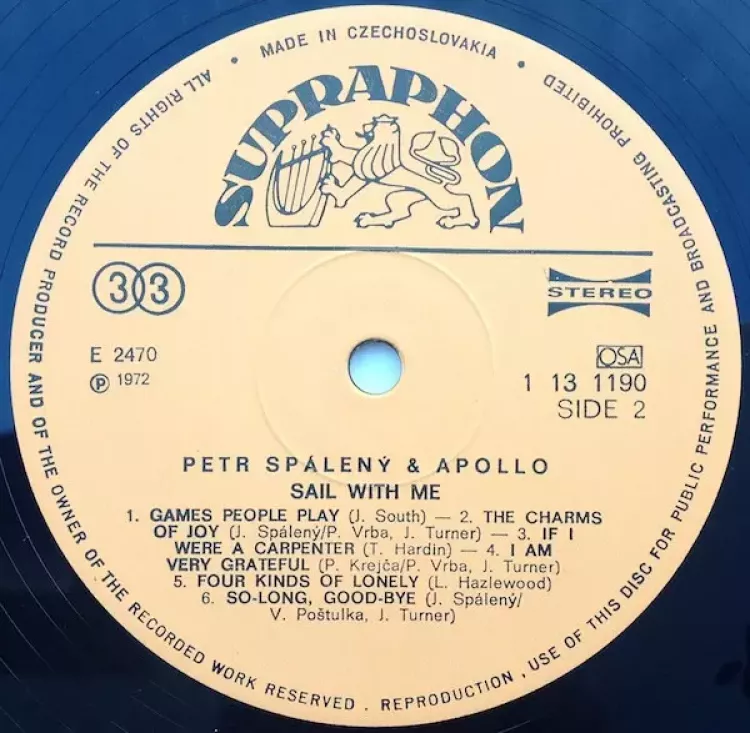 MADE IN CZECHOSLOVAKIA
SUPRAPHON
33
STEREO
E 2470
Ⓟ 1972
OSA
1 13 1190
SIDE 2
PETR SPÁLENÝ & APOLLO
SAIL WITH ME
1. GAMES PEOPLE PLAY (J. South) — 2. THE CHARMS
OF JOY (J. Spálený/P. Vrba, J. Turner) — 3. IF I
WERE A CARPENTER (T. Hardin) — 4. I AM
VERY GRATEFUL (P. Krejča/P. Vrba, J. Turner)
5. FOUR KINDS OF LONELY (L. Hazlewood)
6. SO-LONG, GOOD-BYE (J. Spálený/
V. Poštulka, J. Turner)
ALL RIGHTS OF THE RECORD PRODUCER AND OF THE OWNER OF THE RECORDED WORK RESERVED . REPRODUCTION , USE OF THIS DISC FOR PUBLIC PERFORMANCE AND BROADCASTING PROHIBITED